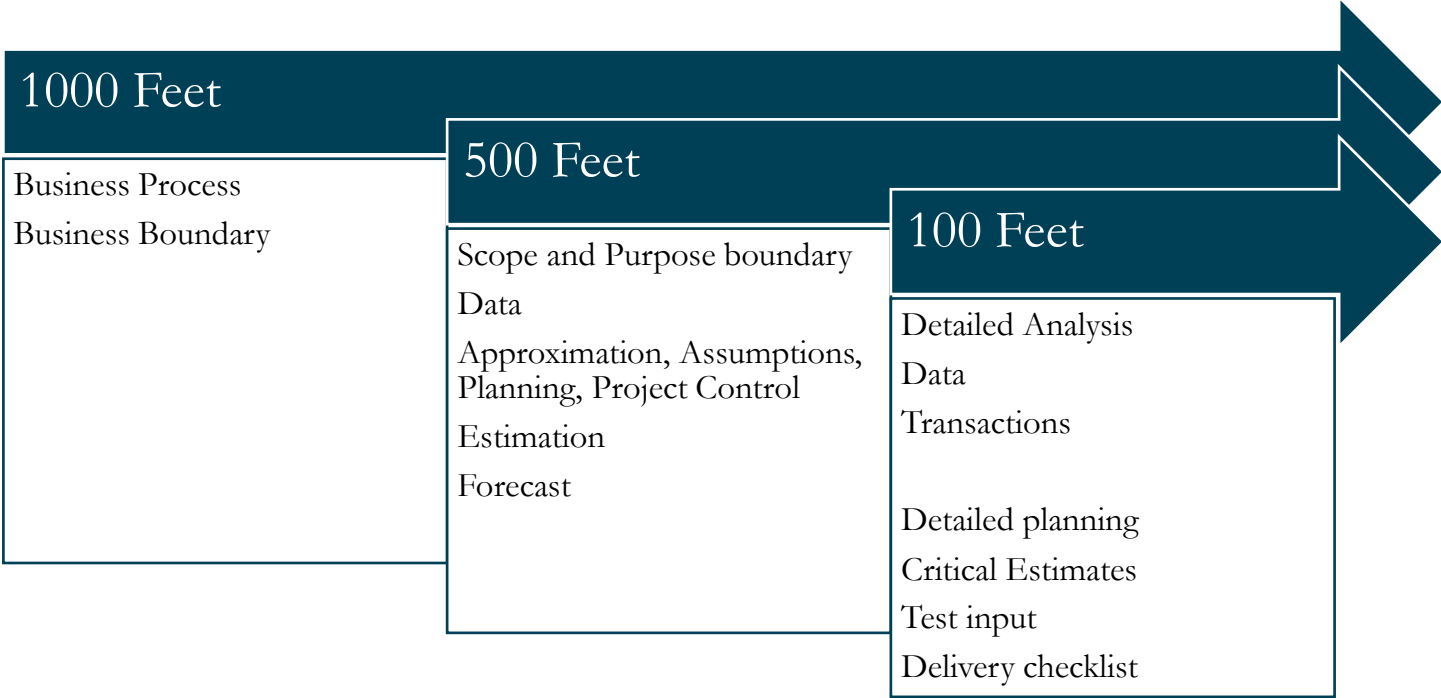 1000 Feet
Business Process
Business Boundary
500 Feet
Scope and Purpose boundary
Data
Approximation, Assumptions,
Planning, Project Control
Estimation
Forecast
100 Feet
Detailed Analysis
Data
Transactions
Detailed planning
Critical Estimates
Test input
Delivery checklist